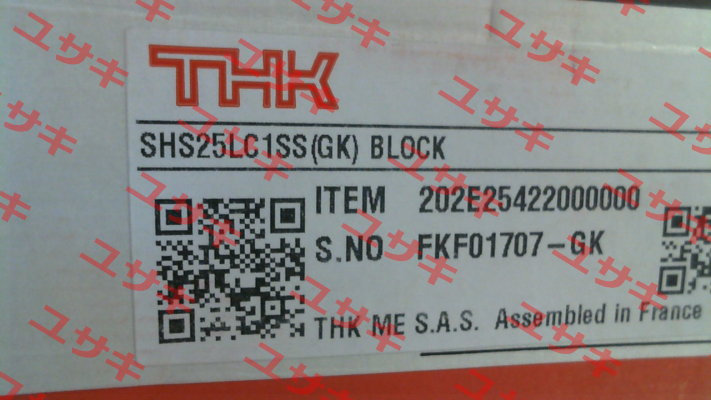 THK
SHS25LC1SS(GK) BLOCK
ITEM 202E25422000000
S.NO FKF01707-GK
THK ME S.A.S. Assembled in France
ユサキ